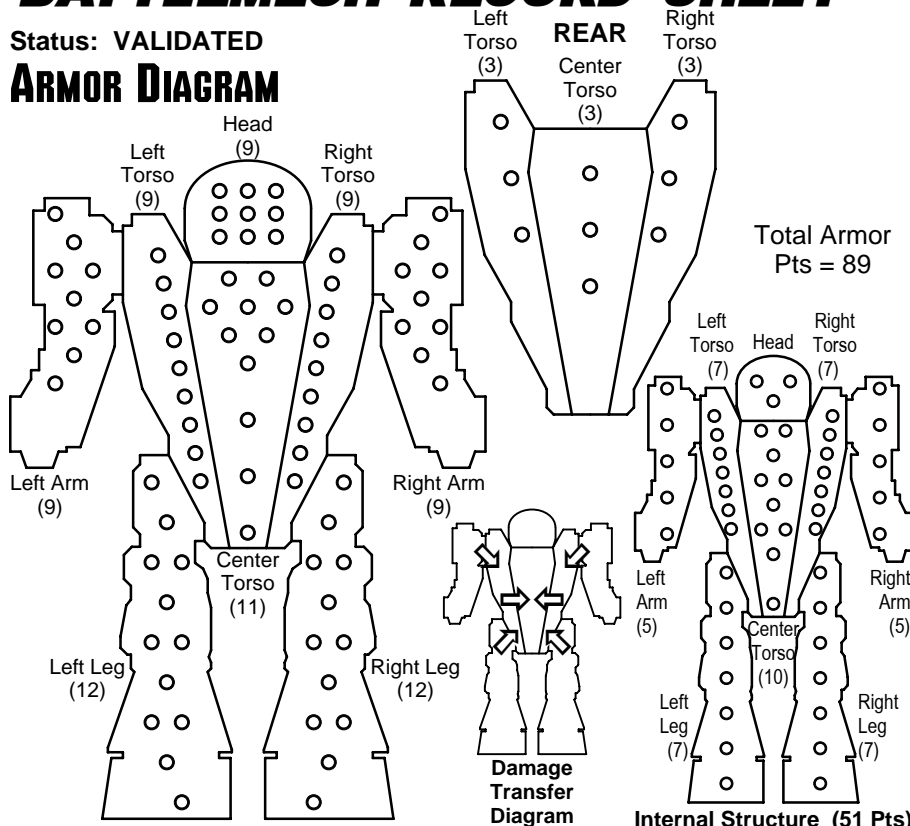 BATTLEMECH RECORD SHEET
Status: VALIDATED
ARMOR DIAGRAM
Left
Torso
(3)
REAR
Center
Torso
(3)
Right
Torso
(3)
Head
(9)
Left
Torso
(9)
Right
Torso
(9)
Total Armor
Pts = 89
Left Arm
(9)
Right Arm
(9)
Center
Torso
(11)
Left Leg
(12)
Right Leg
(12)
Damage
Transfer
Diagram
Left
Torso
(7)
Head
Right
Torso
(7)
Left
Arm
(5)
Right
Arm
(5)
Center
Torso
(10)
Left
Leg
(7)
Right
Leg
(7)
Internal Structure (51 Pts)